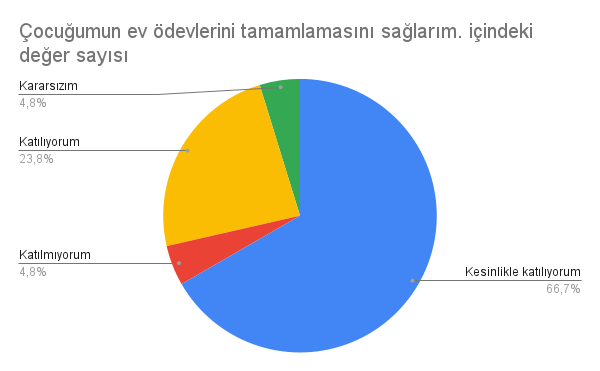 Çocuğumun ev ödevlerini tamamlamasını sağlarım. içindeki
değer sayısı
Kararsızım
4,8%
Katılıyorum
23,8%
Katılmıyorum
4,8%
Kesinlikle katılıyorum
66,7%